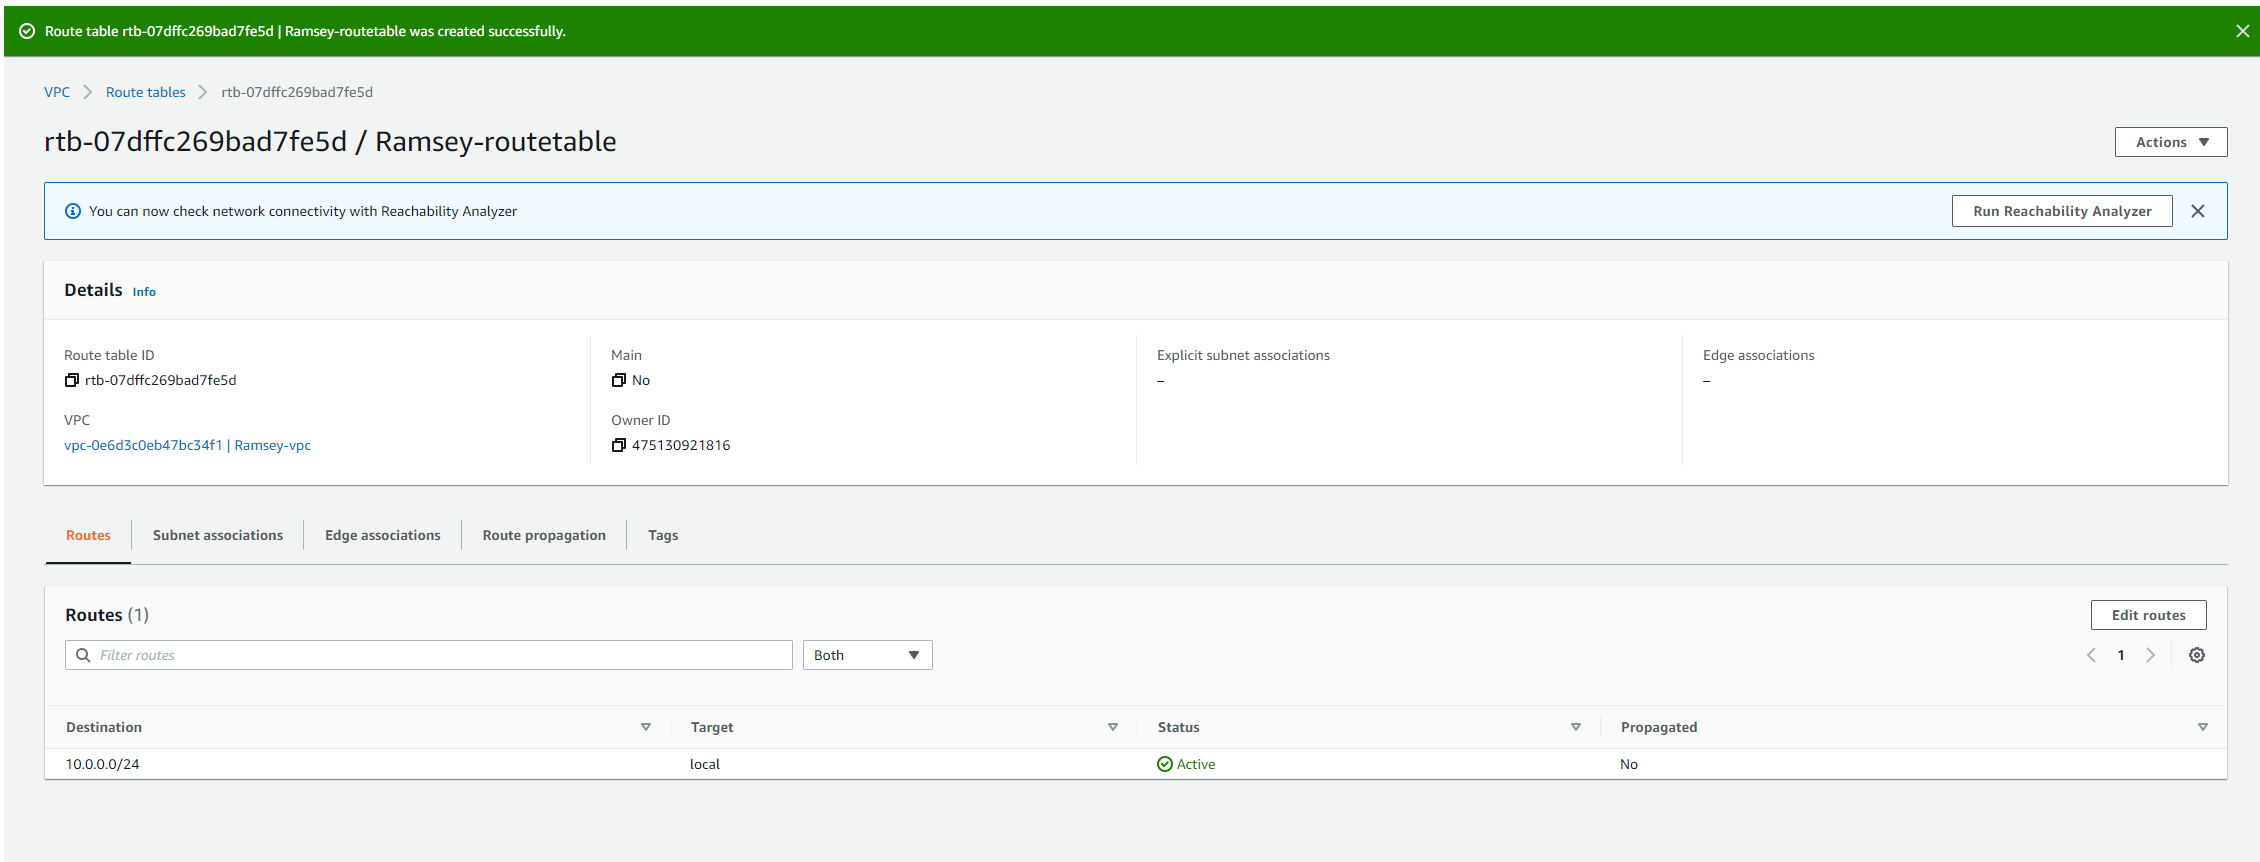 Route table rtb-07dffc269bad7fe5d | Ramsey-routetable was created successfully.
VPC Route tables rtb-07dffc269bad7fe5d
rtb-07dffc269bad7fe5d / Ramsey-routetable
Actions
You can now check network connectivity with Reachability Analyzer
Run Reachability Analyzer
Details Info
Route table ID
rtb-07dffc269bad7fe5d
VPC
vpc-0e6d3c0eb47bc34f1 | Ramsey-vpc
Main
No
Owner ID
475130921816
Explicit subnet associations
–
Edge associations
–
Routes Subnet associations Edge associations Route propagation Tags
Routes (1)
Edit routes
Filter routes
Both
1
Destination Target Status Propagated
10.0.0.0/24 local Active No